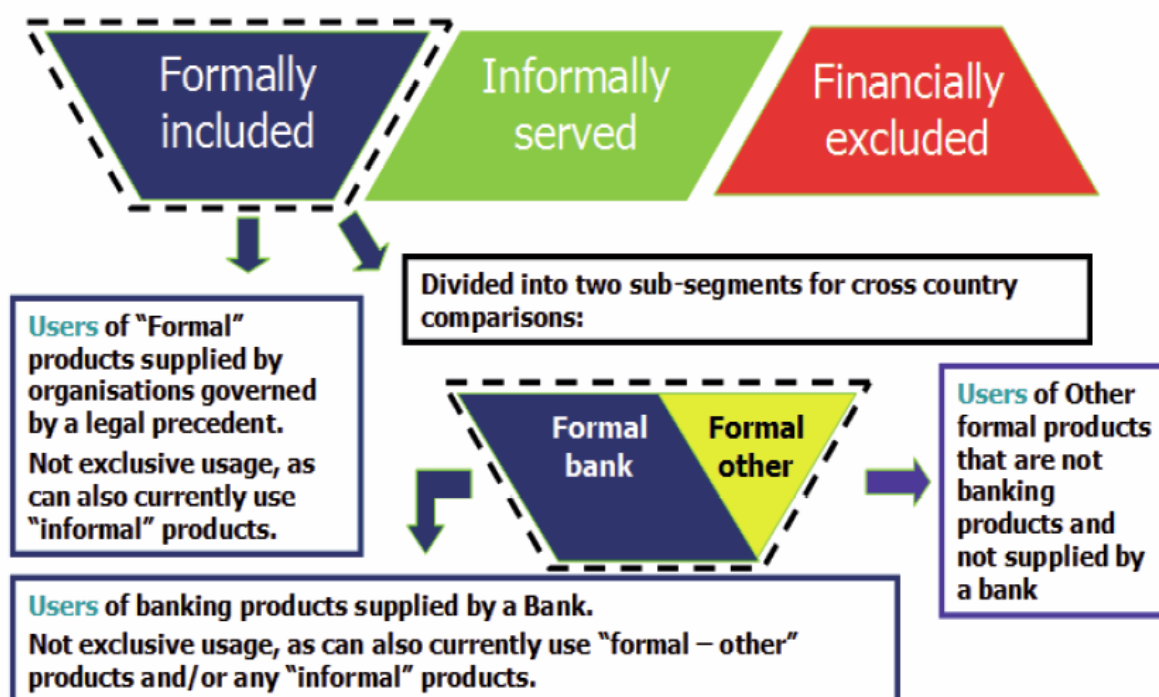 Formally
included
Informally
served
Financially
excluded
Divided into two sub-segments for cross country
comparisons:
Users of “Formal”
products supplied by
organisations governed
by a legal precedent.
Not exclusive usage, as
can also currently use
“informal” products.
Formal
bank
Formal
other
Users of Other
formal products
that are not
banking
products and
not supplied by
a bank
Users of banking products supplied by a Bank.
Not exclusive usage, as can also currently use “formal – other”
products and/or any “informal” products.